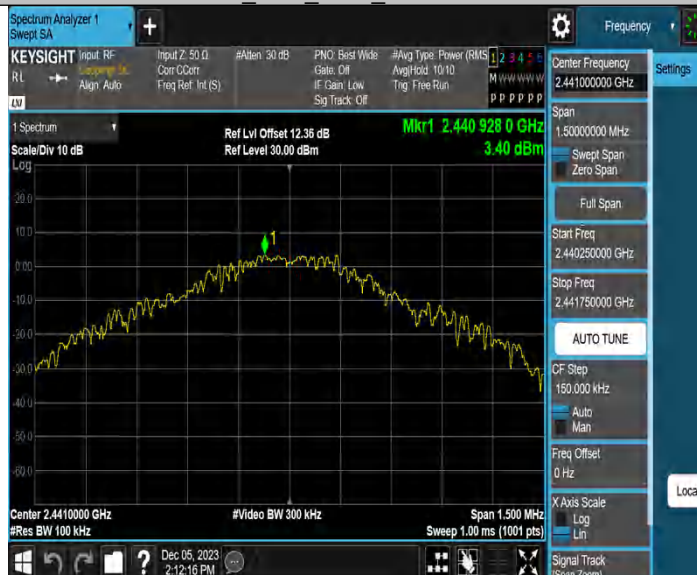 Spectrum Analyzer 1
Swept SA
+
Frequency
KEYSIGHT
RL
Input: RF
Align: Auto
Input Z: 50 Ω
Corr CCorr
Freq Ref: Int (S)
#Atten: 30 dB
PNO: Best Wide
Gate: Off
IF Gain: Low
Sig Track: Off
#Avg Type: Power (RMS
Avg|Hold: 10/10
Trig: Free Run
1 2 3 4 5 6
M W W W W W
P P P P P P
LXI
1 Spectrum
Scale/Div 10 dB
Ref Lvl Offset 12.36 dB
Ref Level 30.00 dBm
Mkr1 2.440 928 0 GHz
3.40 dBm
Log
20.0
10.0
0.00
-10.0
-20.0
-30.0
-40.0
-50.0
-60.0
1
Center 2.4410000 GHz
#Res BW 100 kHz
#Video BW 300 kHz
Span 1.500 MHz
Sweep 1.00 ms (1001 pts)
?
Dec 05, 2023
2:12:16 PM
Center Frequency
2.441000000 GHz
Settings
Span
1.50000000 MHz
Swept Span
Zero Span
Full Span
Start Freq
2.440250000 GHz
Stop Freq
2.441750000 GHz
AUTO TUNE
CF Step
150.000 kHz
Auto
Man
Freq Offset
0 Hz
X Axis Scale
Log
Lin
Loca
Signal Track
(Span Zoom)